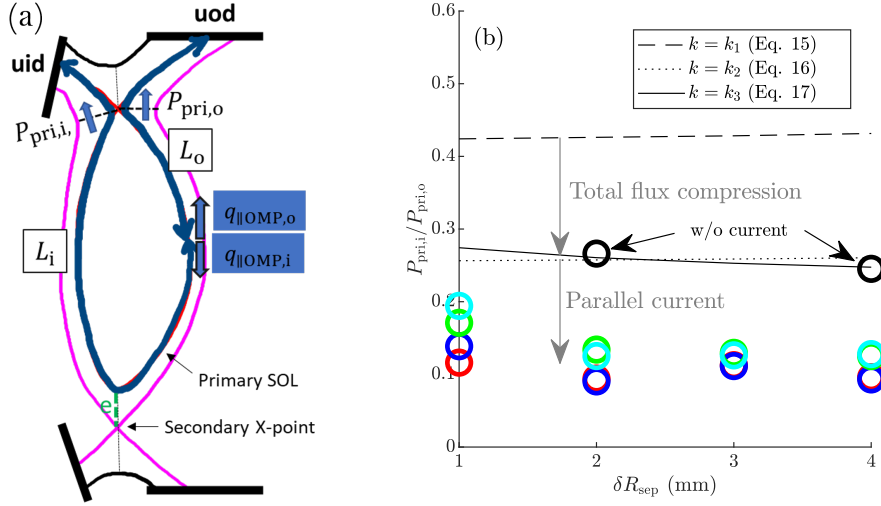 (a)
uod
uid
P_pri,i,
P_pri,o
L_o
q_∥OMP,o
q_∥OMP,i
L_i
Primary SOL
e
Secondary X-point
(b)
0.6
0.5
0.4
0.3
0.2
0.1
0
P_pri,i/P_pri,o
k = k_1 (Eq. 15)
k = k_2 (Eq. 16)
k = k_3 (Eq. 17)
Total flux compression
w/o current
Parallel current
1 2 3 4
δR_sep (mm)